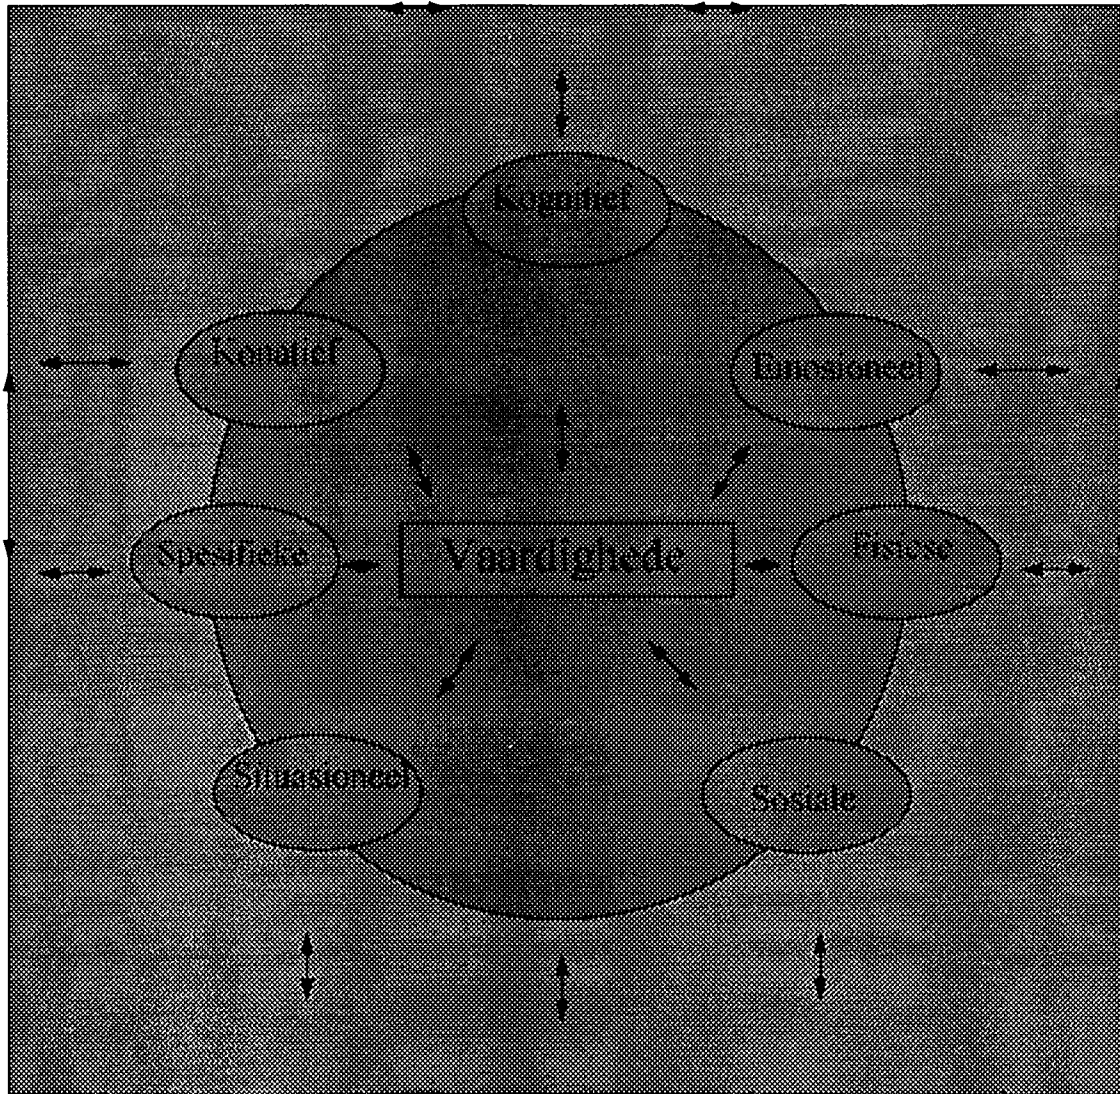 Kognitief
Konatief
Emosioneel
Spesifieke
Vaardighede
Fisiese
Situasioneel
Sosiale